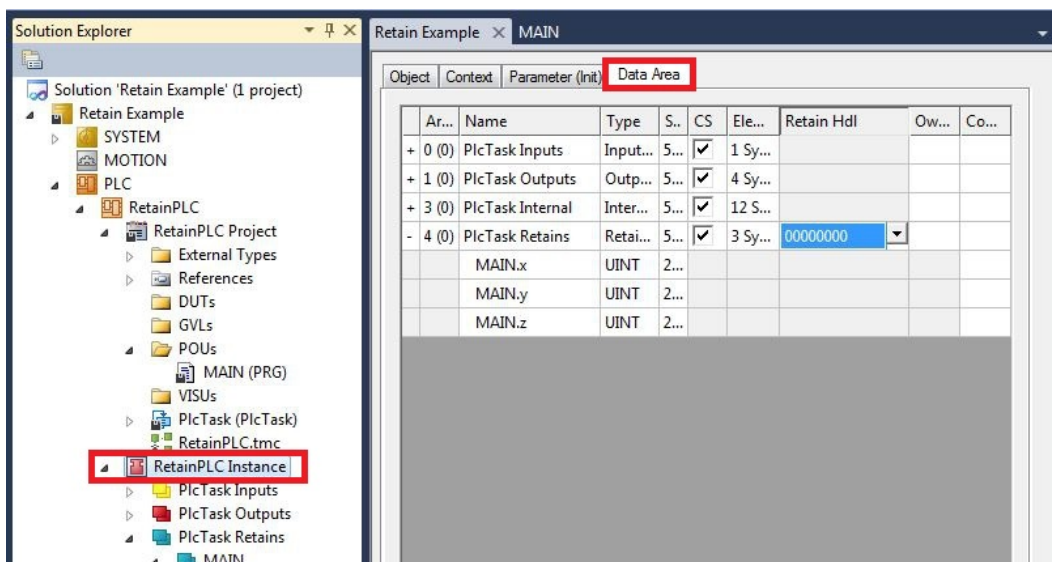 Solution Explorer
Solution 'Retain Example' (1 project)
Retain Example
SYSTEM
MOTION
PLC
RetainPLC
RetainPLC Project
External Types
References
DUTs
GVLs
POUs
MAIN (PRG)
VISUs
PlcTask (PlcTask)
RetainPLC.tmc
RetainPLC Instance
PlcTask Inputs
PlcTask Outputs
PlcTask Retains
MAIN
Retain Example MAIN
Object Context Parameter (Init) Data Area
Ar... Name Type S.. CS Ele... Retain Hdl Ow... Co...
+ 0 (0) PlcTask Inputs Input... 5... 1 Sy...
+ 1 (0) PlcTask Outputs Outp... 5... 4 Sy...
+ 3 (0) PlcTask Internal Inter... 5... 12 S...
- 4 (0) PlcTask Retains Retai... 5... 3 Sy... 00000000
MAIN.x UINT 2...
MAIN.y UINT 2...
MAIN.z UINT 2...